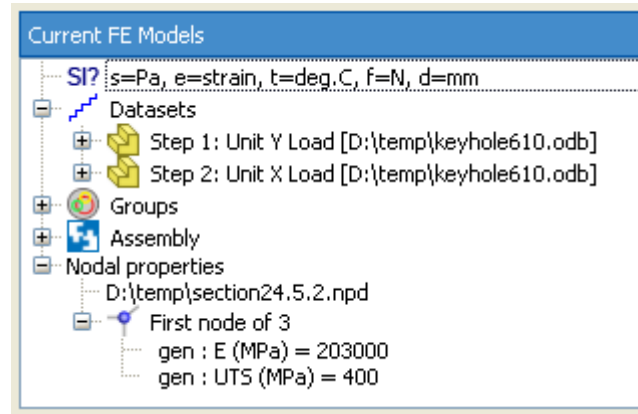 Current FE Models
SI? s=Pa, e=strain, t=deg.C, f=N, d=mm
Datasets
Step 1: Unit Y Load [D:\temp\keyhole610.odb]
Step 2: Unit X Load [D:\temp\keyhole610.odb]
Groups
Assembly
Nodal properties
D:\temp\section24.5.2.npd
First node of 3
gen : E (MPa) = 203000
gen : UTS (MPa) = 400